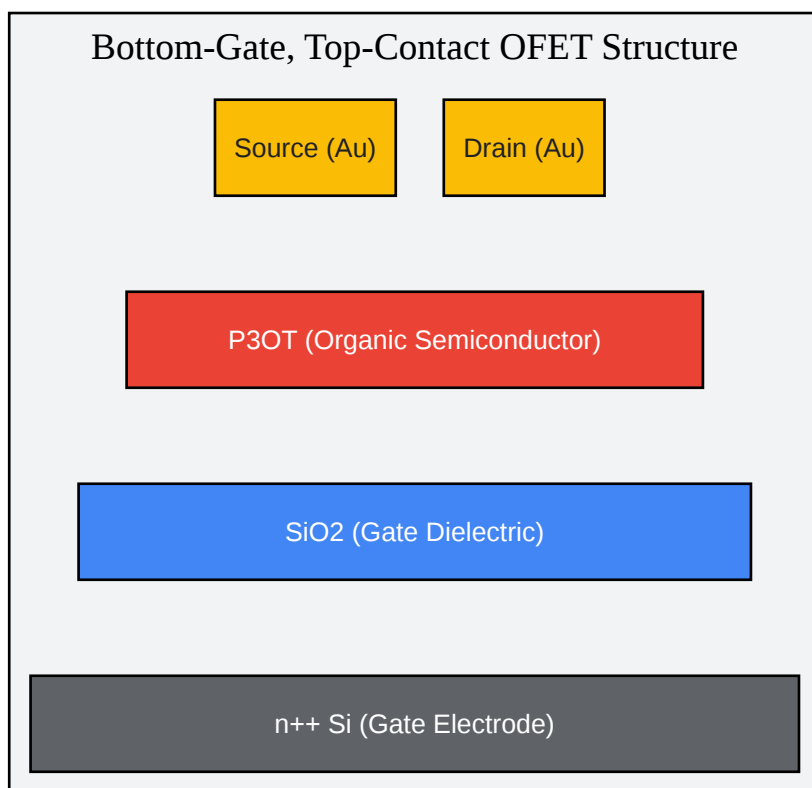 Bottom-Gate, Top-Contact OFET Structure
Source (Au)
Drain (Au)
P3OT (Organic Semiconductor)
SiO2 (Gate Dielectric)
n++ Si (Gate Electrode)